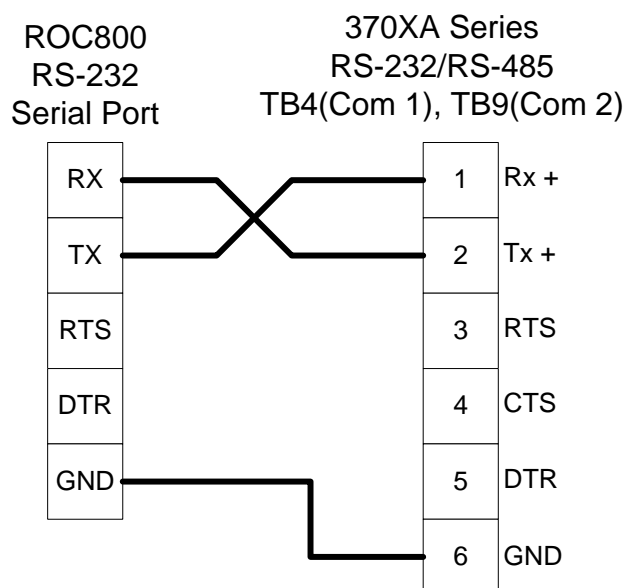 ROC800
RS-232
Serial Port
370XA Series
RS-232/RS-485
TB4(Com 1), TB9(Com 2)
RX
TX
RTS
DTR
GND
1 Rx +
2 Tx +
3 RTS
4 CTS
5 DTR
6 GND